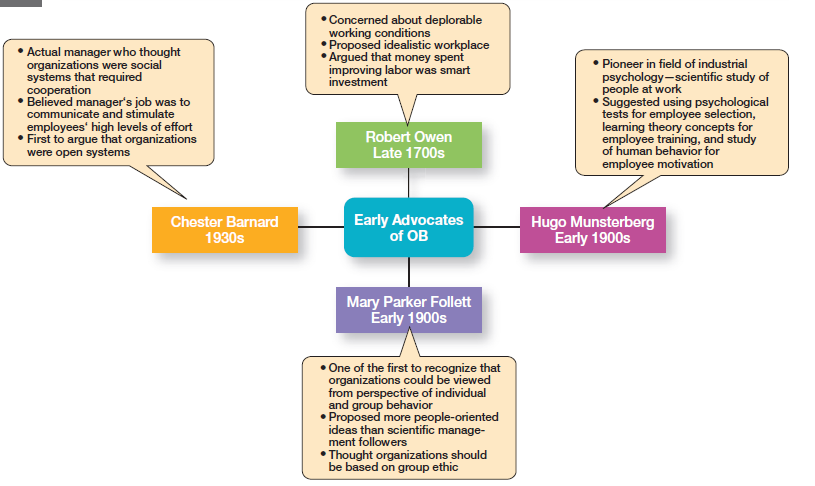 • Concerned about deplorable
working conditions
• Proposed idealistic workplace
• Argued that money spent
improving labor was smart
investment
• Actual manager who thought
organizations were social
systems that required
cooperation
• Believed manager's job was to
communicate and stimulate
employees' high levels of effort
• First to argue that organizations
were open systems
• Pioneer in field of industrial
psychology—scientific study of
people at work
• Suggested using psychological
tests for employee selection,
learning theory concepts for
employee training, and study
of human behavior for
employee motivation
Robert Owen
Late 1700s
Chester Barnard
1930s
Early Advocates
of OB
Hugo Munsterberg
Early 1900s
Mary Parker Follett
Early 1900s
• One of the first to recognize that
organizations could be viewed
from perspective of individual
and group behavior
• Proposed more people-oriented
ideas than scientific manage-
ment followers
• Thought organizations should
be based on group ethic